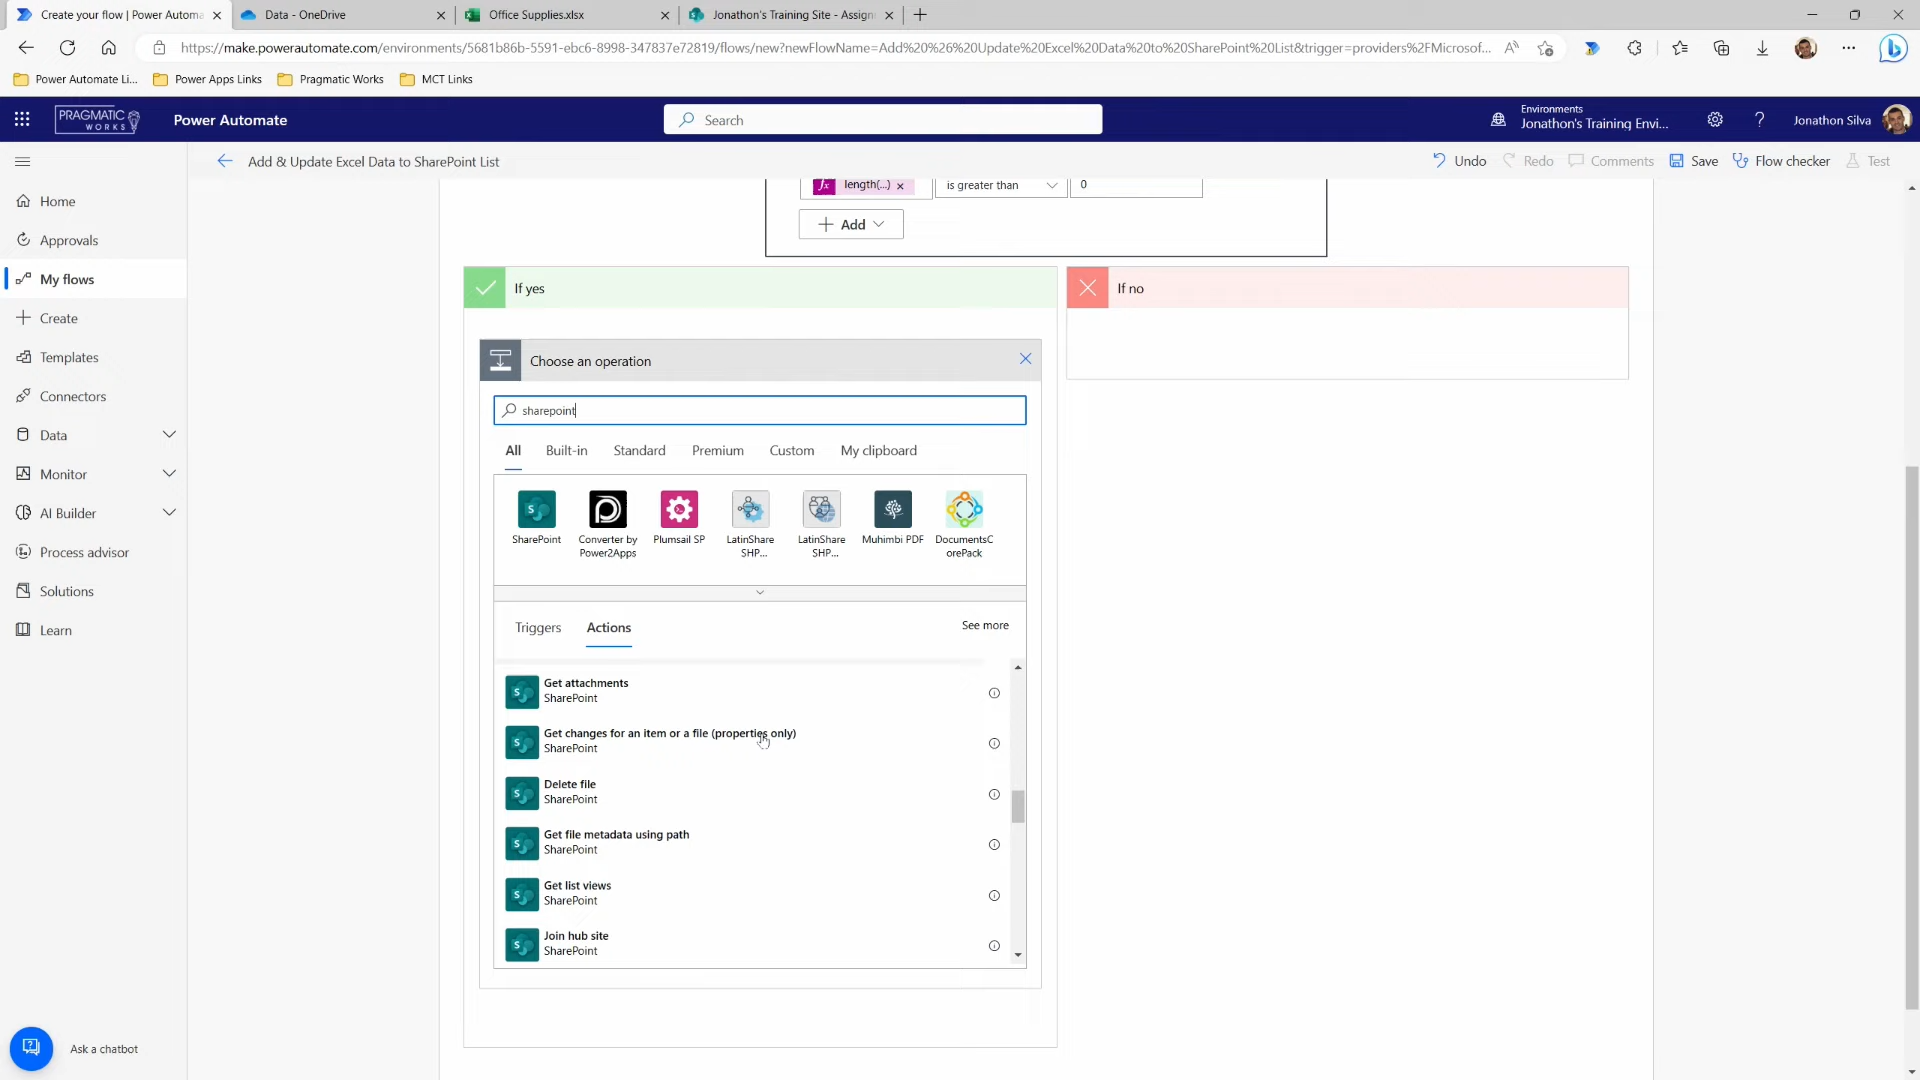 Create your flow | Power Automa
Data - OneDrive
Office Supplies.xlsx
Jonathon's Training Site - Assign
https://make.powerautomate.com/environments/5681b86b-5591-ebc6-8998-347837e72819/flows/new?newFlowName=Add%20%26%20Update%20Excel%20Data%20to%20SharePoint%20List&trigger=providers%2FMicrosof...
Power Automate Li...
Power Apps Links
Pragmatic Works
MCT Links
PRAGMATIC WORKS
Power Automate
Search
Environments
Jonathon's Training Envi...
?
Jonathon Silva
Add & Update Excel Data to SharePoint List
Undo
Redo
Comments
Save
Flow checker
Test
Home
Approvals
My flows
Create
Templates
Connectors
Data
Monitor
AI Builder
Process advisor
Solutions
Learn
Ask a chatbot
fx length(...) x
is greater than
0
Add
If yes
If no
Choose an operation
sharepoint
All
Built-in
Standard
Premium
Custom
My clipboard
SharePoint
Converter by Power2Apps
Plumsail SP
LatinShare SHP...
LatinShare SHP...
Muhimbi PDF
DocumentsCorePack
Triggers
Actions
See more
Get attachments
SharePoint
Get changes for an item or a file (properties only)
SharePoint
Delete file
SharePoint
Get file metadata using path
SharePoint
Get list views
SharePoint
Join hub site
SharePoint